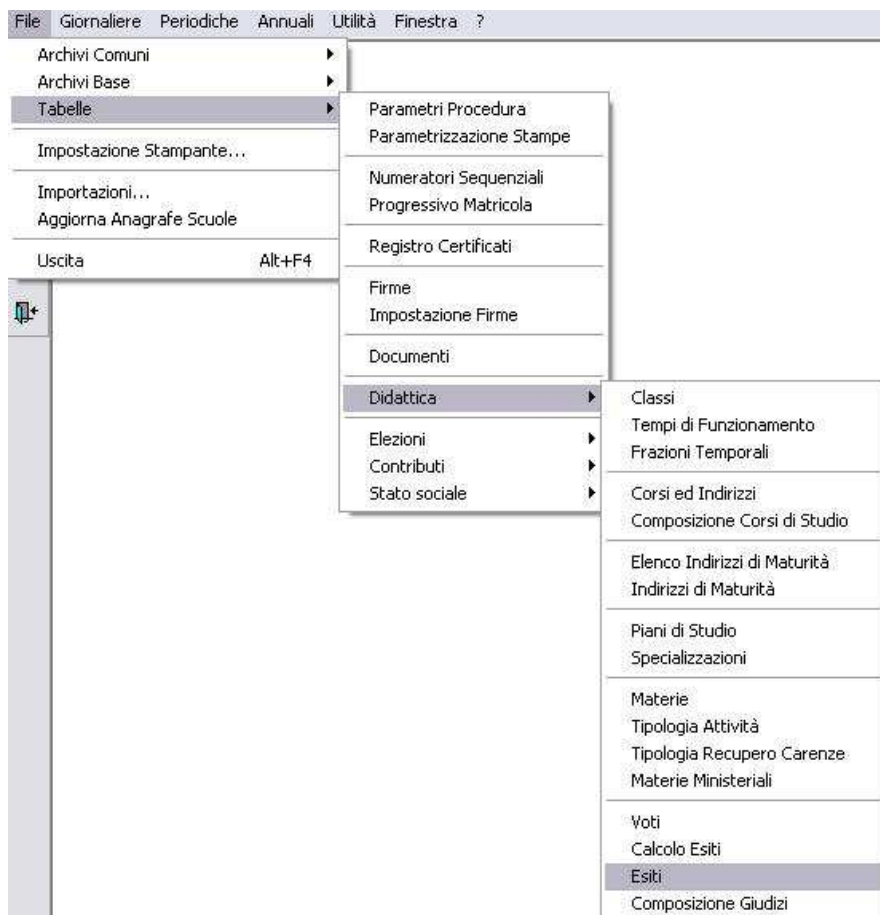 File Giornaliere Periodiche Annuali Utilità Finestra ?
Archivi Comuni
Archivi Base
Tabelle
Impostazione Stampante...
Importazioni...
Aggiorna Anagrafe Scuole
Uscita Alt+F4
Parametri Procedura
Parametrizzazione Stampe
Numeratori Sequenziali
Progressivo Matricola
Registro Certificati
Firme
Impostazione Firme
Documenti
Didattica
Elezioni
Contributi
Stato sociale
Classi
Tempi di Funzionamento
Frazioni Temporali
Corsi ed Indirizzi
Composizione Corsi di Studio
Elenco Indirizzi di Maturità
Indirizzi di Maturità
Piani di Studio
Specializzazioni
Materie
Tipologia Attività
Tipologia Recupero Carenze
Materie Ministeriali
Voti
Calcolo Esiti
Esiti
Composizione Giudizi